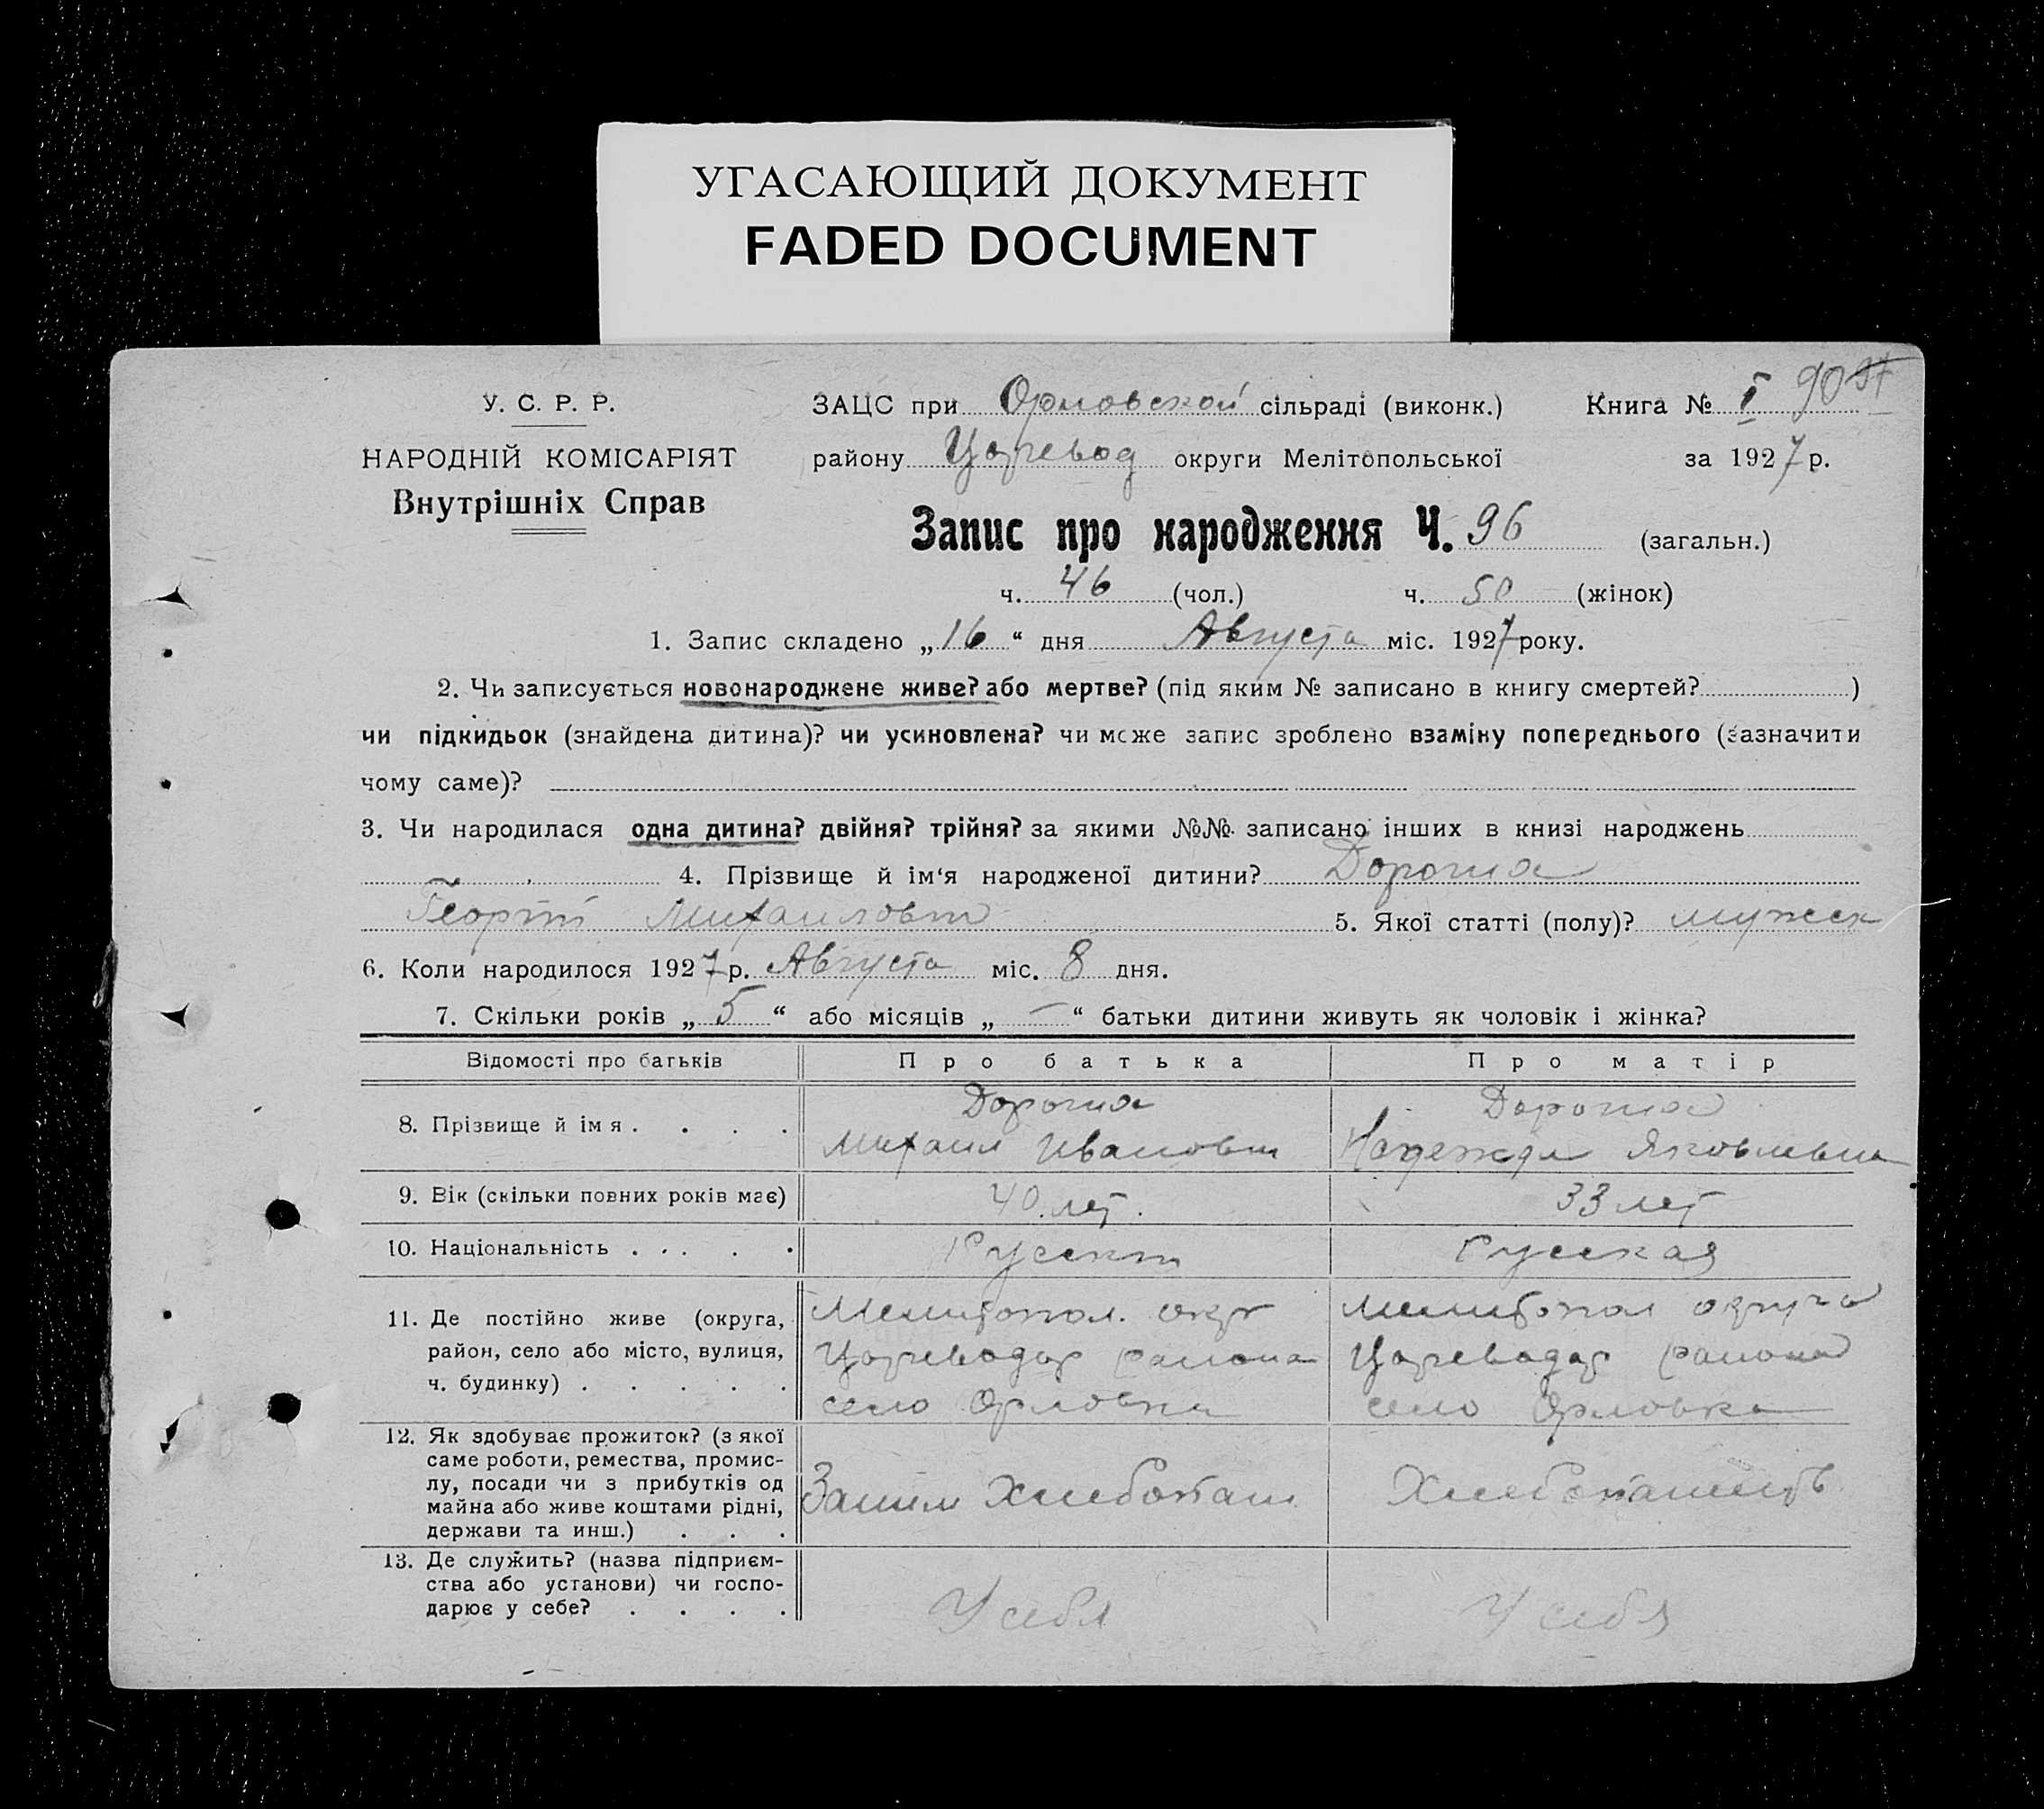 УГАСАЮЩИЙ ДОКУМЕНТ
FADED DOCUMENT
У. С. Р. Р.
НАРОДНІЙ КОМІСАРІЯТ
Внутрішніх Справ
ЗАЦС при Орловской сільраді (виконк.) Книга № I 90 97
району Царевод округи Мелітопольської за 1927 р.
Запис про народження Ч. 96 (загальн.)
ч. 46 (чол.) ч. 50 (жінок)
1. Запис складено „16“ дня Августа міс. 1927 року.
2. Чи записується новонароджене живе? або мертве? (під яким № записано в книгу смертей? )
чи підкидьок (знайдена дитина)? чи усиновлена? чи може запис зроблено взаміну попереднього (зазначити
чому саме)?
3. Чи народилася одна дитина? двійня? трійня? за якими №№ записано інших в книзі народжень
4. Прізвище й ім‘я народженої дитини?
Георгій Михаилович 5. Якої статті (полу)? мужск
6. Коли народилося 1927 р. Августа міс. 8 дня.
7. Скільки років „5“ або місяців „—“ батьки дитини живуть як чоловік і жінка?
Відомості про батьків Про батька Про матір
8. Прізвище й імя . . . .
Михаил Иванович
Надежда Яковлевна
9. Вік (скільки повних років має) 40 лет. 33 лет
10. Національність . . . . . Русский Русская
11. Де постійно живе (округа,
район, село або місто, вулиця,
ч. будинку) . . . . .
Мелитопол. окр
Цареводар района
село Орловка
Мелитопол округа
Цареводар района
село Орловка
12. Як здобуває прожиток? (з якої
саме роботи, ремества, промис-
лу, посади чи з прибутків од
майна або живе коштами рідні,
держави та инш.) . . .
Хлебопаш
13. Де служить? (назва підприєм-
ства або установи) чи госпо-
дарює у себе? . . . .
У себя
У себя